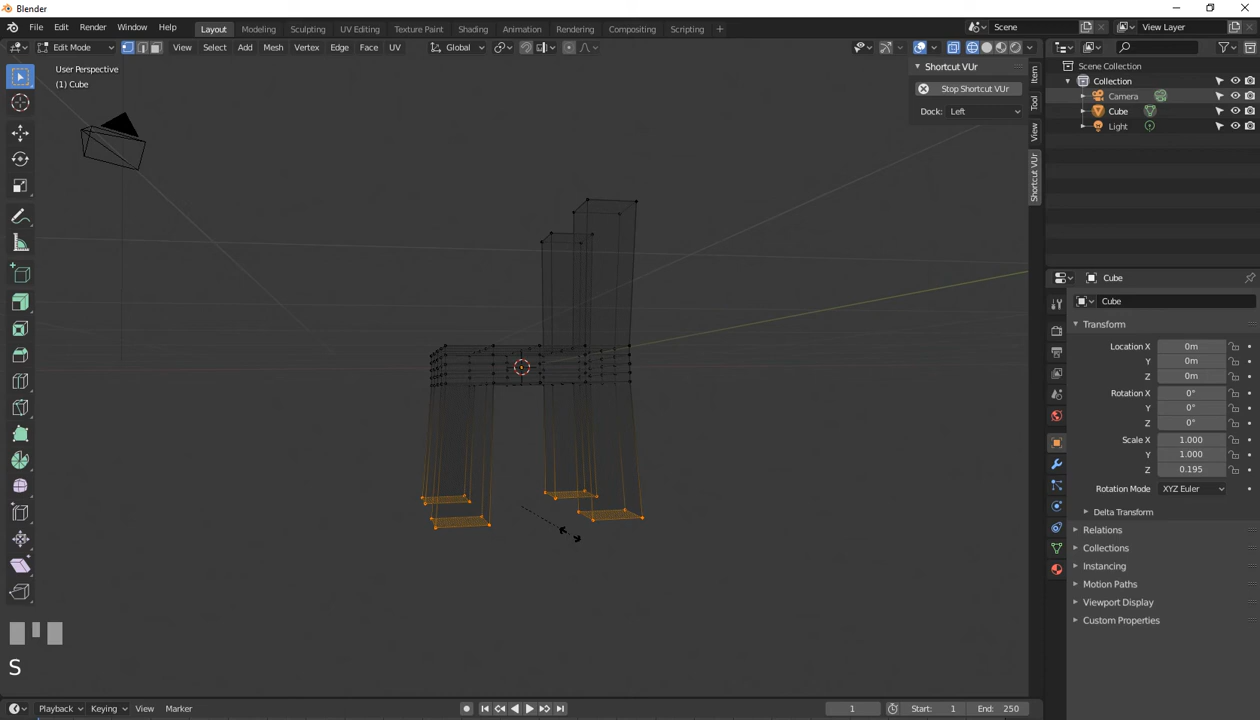 Blender
File Edit Render Window Help Layout Modeling Sculpting UV Editing Texture Paint Shading Animation Rendering Compositing Scripting + Scene View Layer
Edit Mode View Select Add Mesh Vertex Edge Face UV Global
User Perspective
(1) Cube
Shortcut VUr
Stop Shortcut VUr
Dock: Left
Item
Tool
View
Shortcut VUr
Scene Collection
Collection
Camera
Cube
Light
Cube
Cube
Transform
Location X 0m
Y 0m
Z 0m
Rotation X 0°
Y 0°
Z 0°
Scale X 1.000
Y 1.000
Z 0.195
Rotation Mode XYZ Euler
Delta Transform
Relations
Collections
Instancing
Motion Paths
Viewport Display
Custom Properties
S
Playback Keying View Marker 1 Start: 1 End: 250